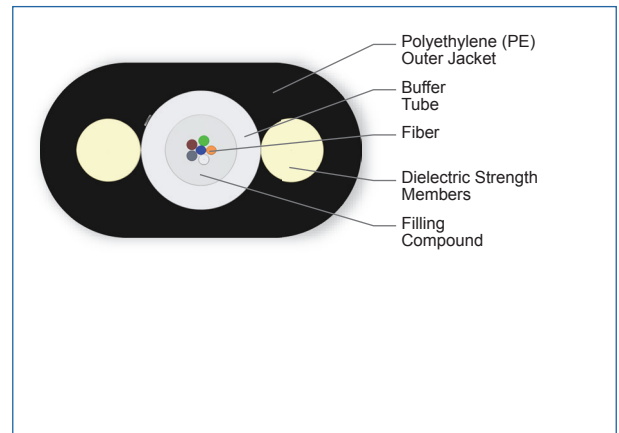 Polyethylene (PE)
Outer Jacket
Buffer
Tube
Fiber
Dielectric Strength
Members
Filling
Compound